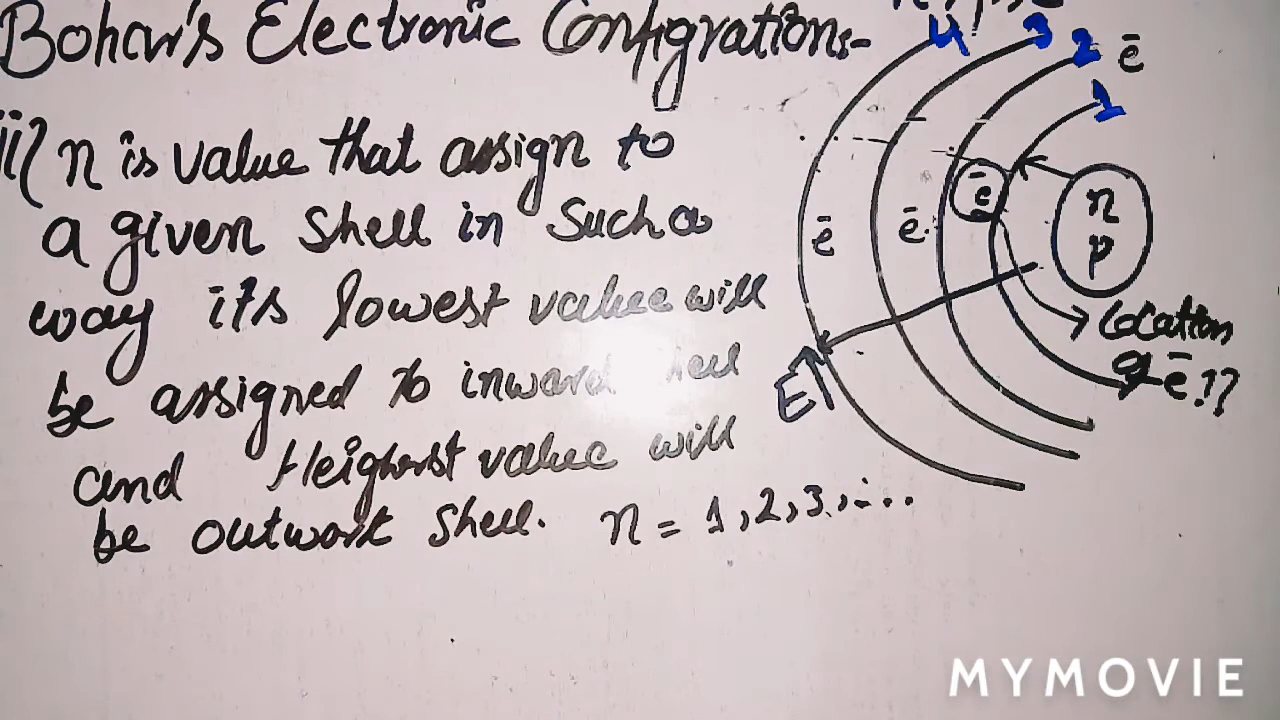 Bohar's Electronic Configrations:-
ii) n is value that assign to
a given shell in such a
way its lowest value will
be assigned to inward hell
and Heighest value will
be outwart shell. n = 1, 2, 3, ...
4 3 2 1
ē
n
p
ē ē ē
E↑
location
of ē??
MYMOVIE